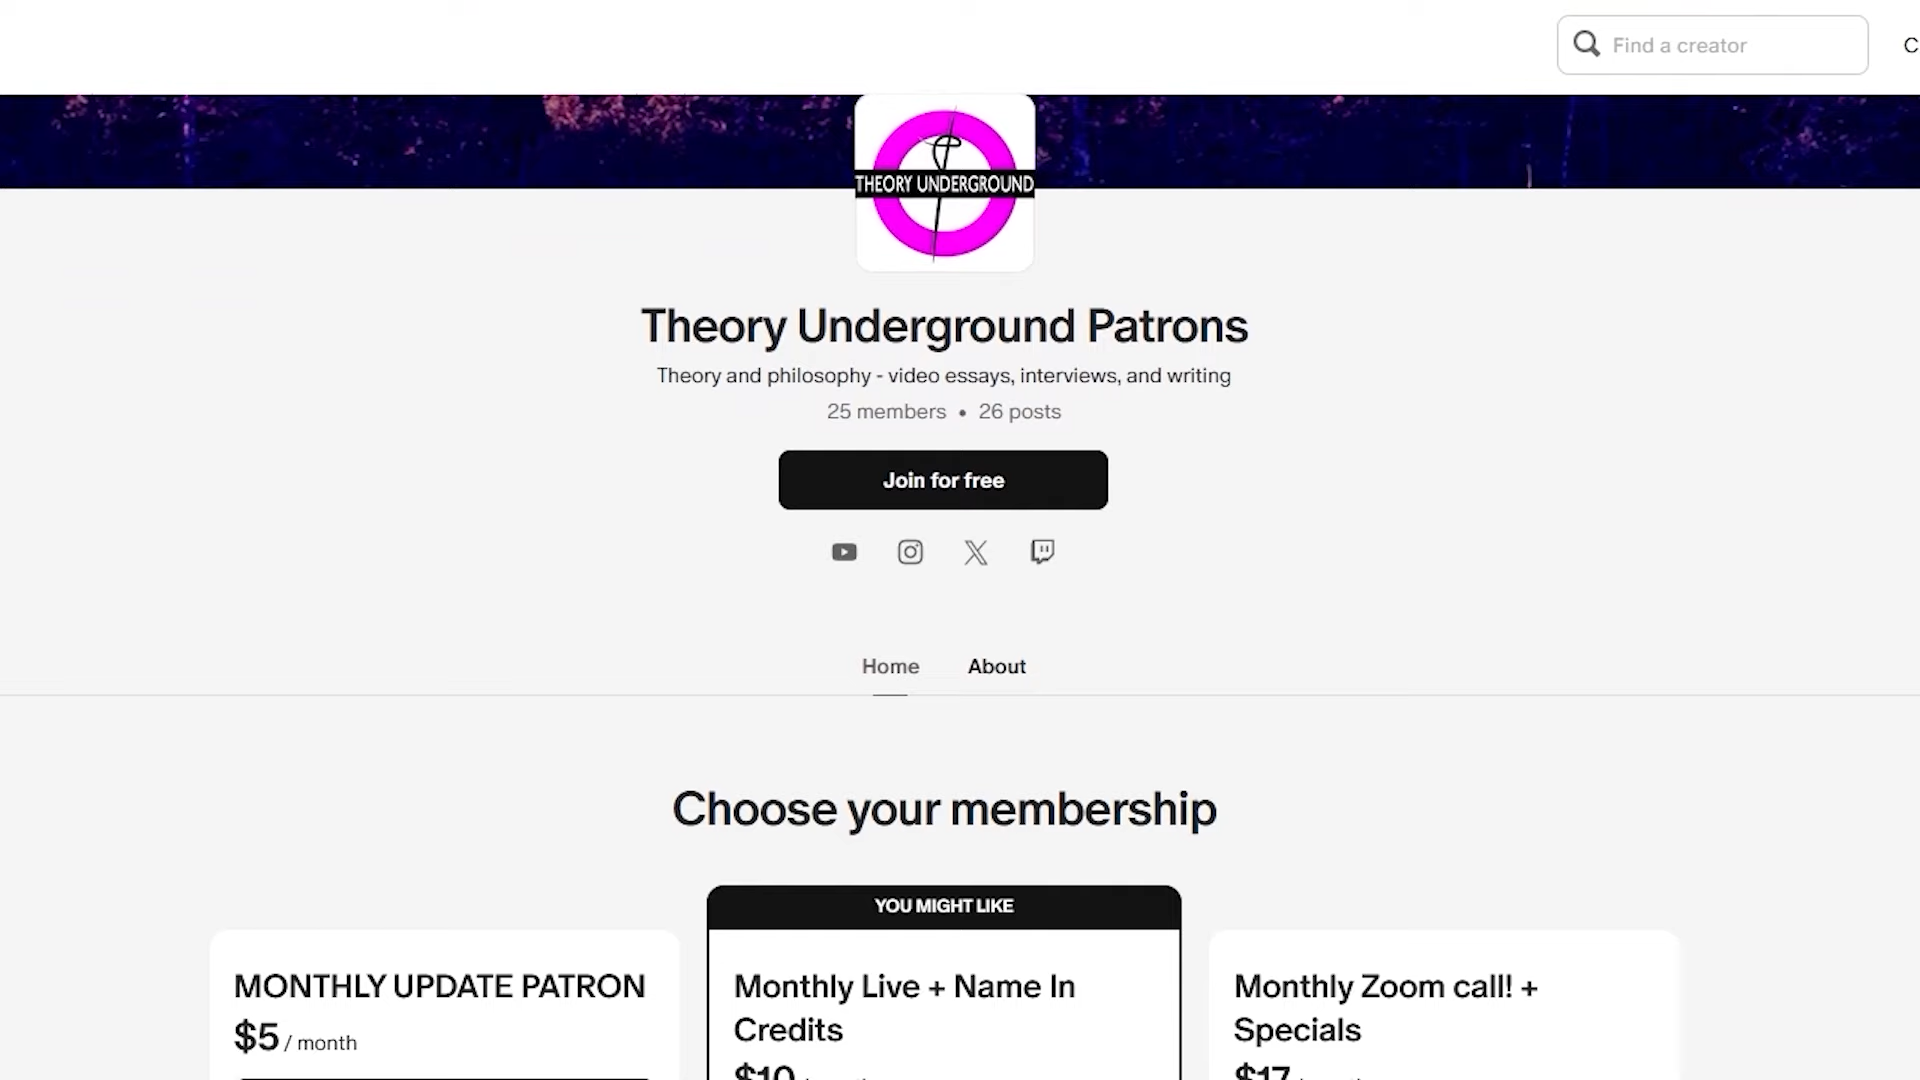 Find a creator
C
THEORY UNDERGROUND
Theory Underground Patrons
Theory and philosophy - video essays, interviews, and writing
25 members • 26 posts
Join for free
Home
About
Choose your membership
YOU MIGHT LIKE
MONTHLY UPDATE PATRON
$5 / month
Monthly Live + Name In
Credits
$10
Monthly Zoom call! +
Specials
$17